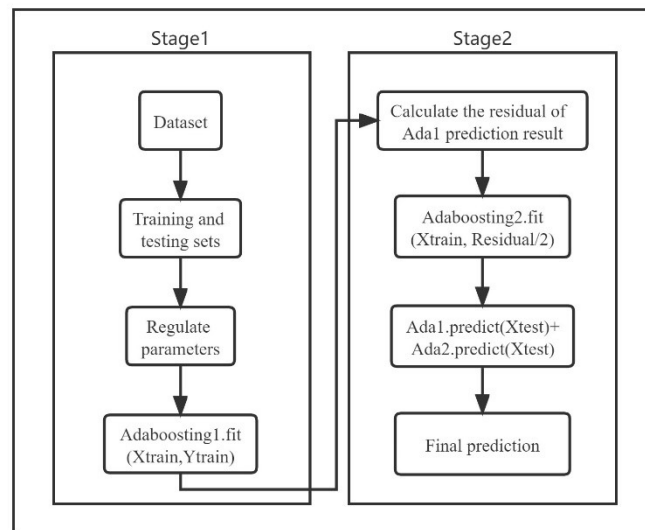 Stage1
Dataset
Training and
testing sets
Regulate
parameters
Adaboosting1.fit
(Xtrain,Ytrain)
Stage2
Calculate the residual of
Ada1 prediction result
Adaboosting2.fit
(Xtrain, Residual/2)
Ada1.predict(Xtest)+
Ada2.predict(Xtest)
Final prediction